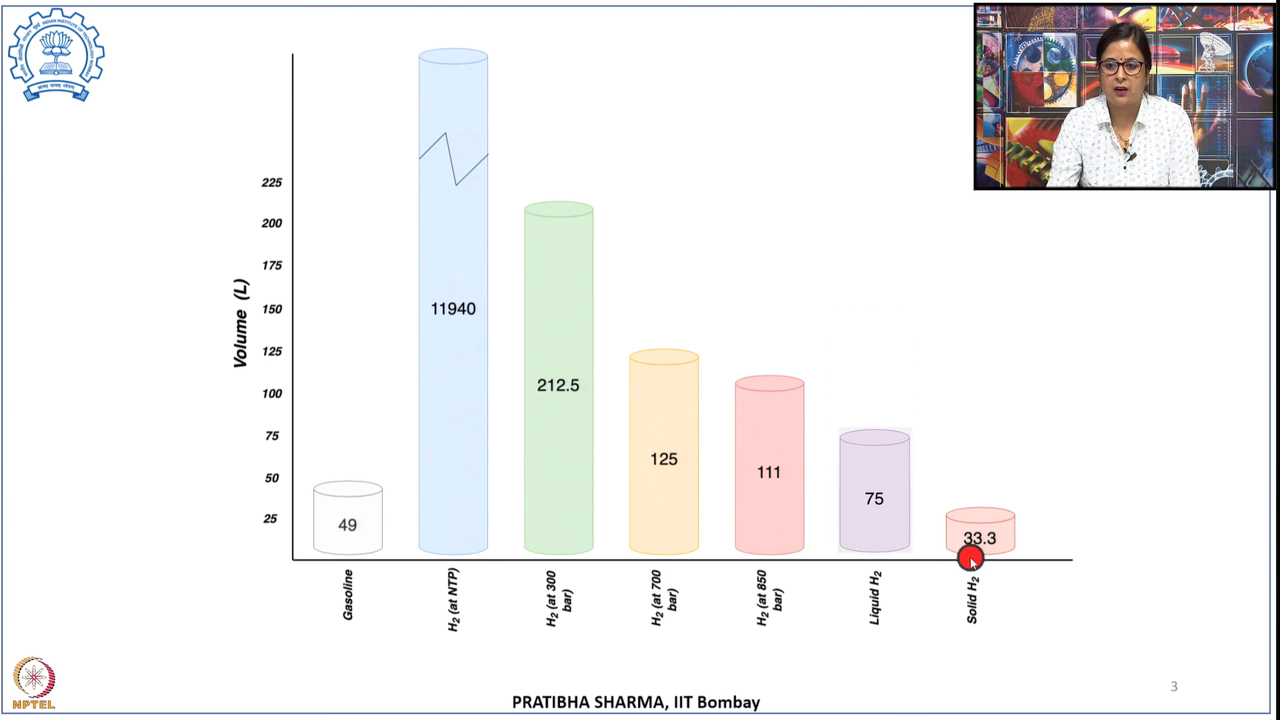 225
200
175
150
125
100
75
50
25
Volume (L)
49
11940
212.5
125
111
75
33.3
Gasoline
H₂ (at NTP)
H₂ (at 300
bar)
H₂ (at 700
bar)
H₂ (at 850
bar)
Liquid H₂
Solid H₂
NPTEL
PRATIBHA SHARMA, IIT Bombay
3